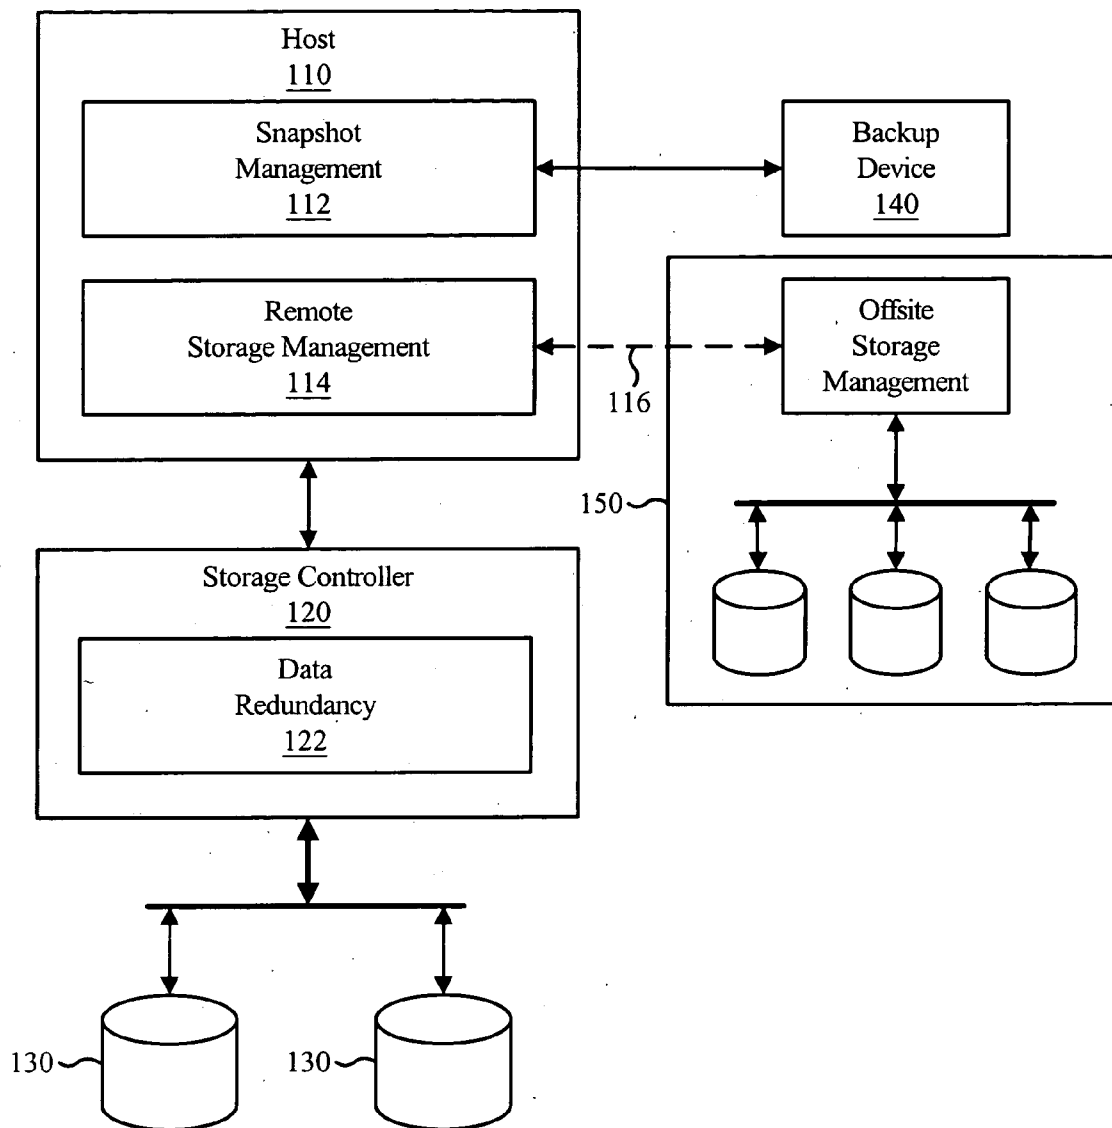 Host
110
Snapshot
Management
112
Backup
Device
140
Remote
Storage Management
114
116
Offsite
Storage
Management
150
Storage Controller
120
Data
Redundancy
122
130
130